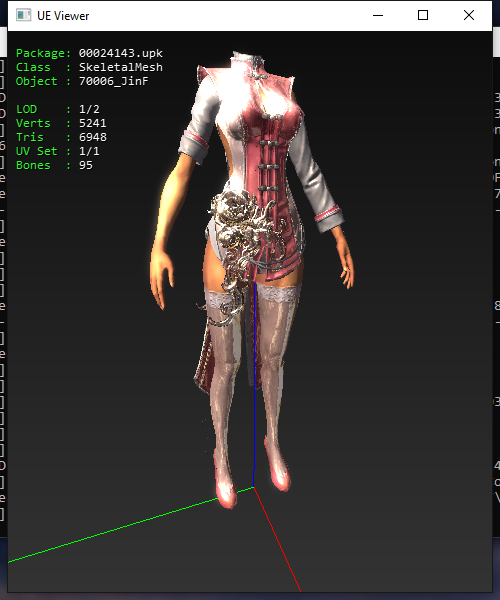 UE Viewer
Package: 00024143.upk
Class  : SkeletalMesh
Object : 70006_JinF
LOD    : 1/2
Verts  : 5241
Tris   : 6948
UV Set : 1/1
Bones  : 95